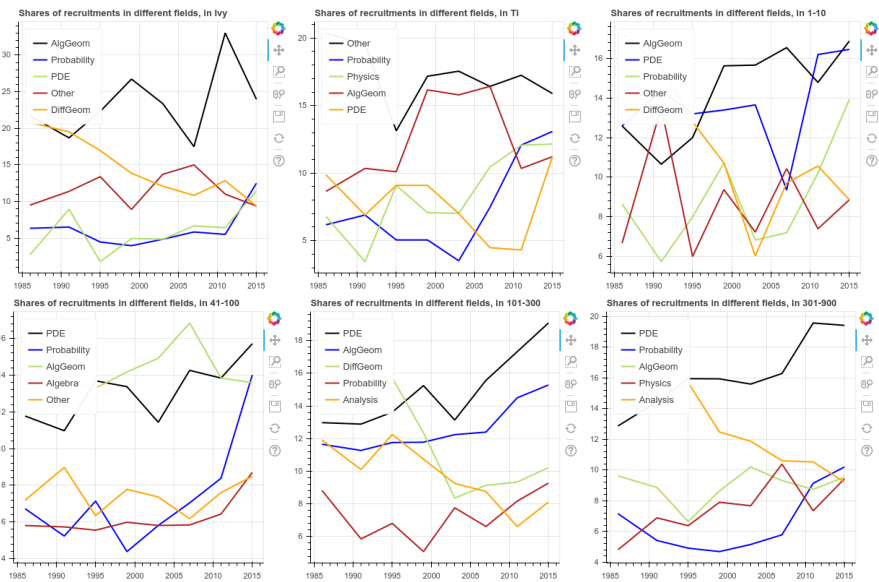 Shares of recruitments in different fields, in Ivy
AlgGeom
Probability
PDE
Other
DiffGeom
30
25
20
15
10
5
1985 1990 1995 2000 2005 2010 2015
Shares of recruitments in different fields, in TI
Other
Probability
Physics
AlgGeom
PDE
20
15
10
5
1985 1990 1995 2000 2005 2010 2015
Shares of recruitments in different fields, in 1-10
AlgGeom
PDE
Probability
Other
DiffGeom
16
14
12
10
8
6
1985 1990 1995 2000 2005 2010 2015
Shares of recruitments in different fields, in 41-100
PDE
Probability
AlgGeom
Algebra
Other
6
4
2
0
8
6
4
1985 1990 1995 2000 2005 2010 2015
Shares of recruitments in different fields, in 101-300
PDE
AlgGeom
DiffGeom
Probability
Analysis
18
16
14
12
10
8
6
1985 1990 1995 2000 2005 2010 2015
Shares of recruitments in different fields, in 301-900
PDE
Probability
AlgGeom
Physics
Analysis
20
18
16
14
12
10
8
6
4
1985 1990 1995 2000 2005 2010 2015